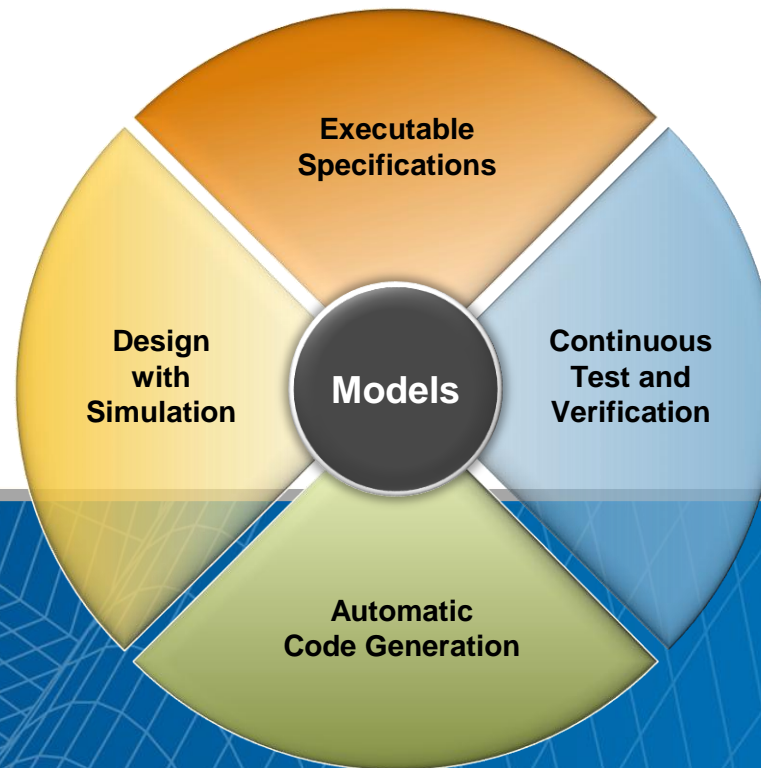 Executable
Specifications
Design
with
Simulation
Models
Continuous
Test and
Verification
Automatic
Code Generation